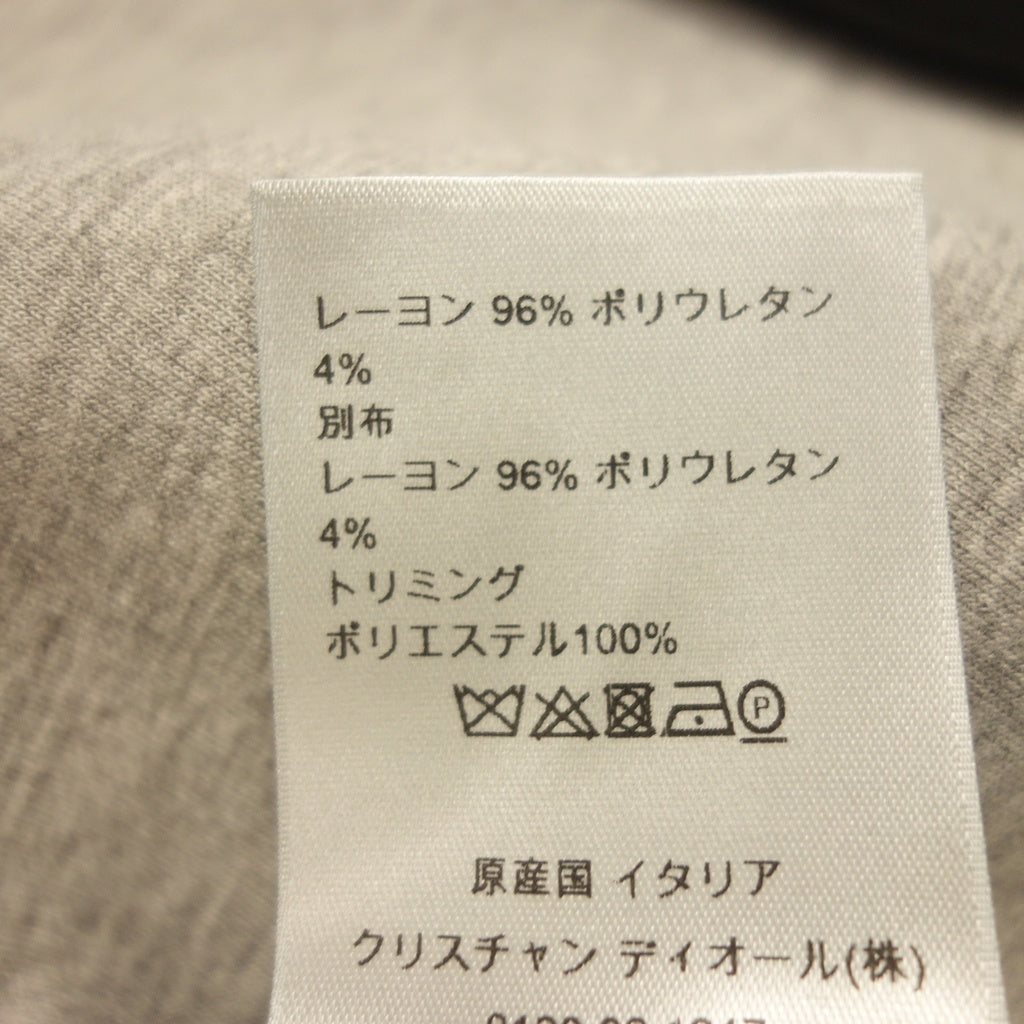 レーヨン 96% ポリウレタン
4%
別布
レーヨン 96% ポリウレタン
4%
トリミング
ポリエステル100%
P
原産国 イタリア
クリスチャン ディオール(株)